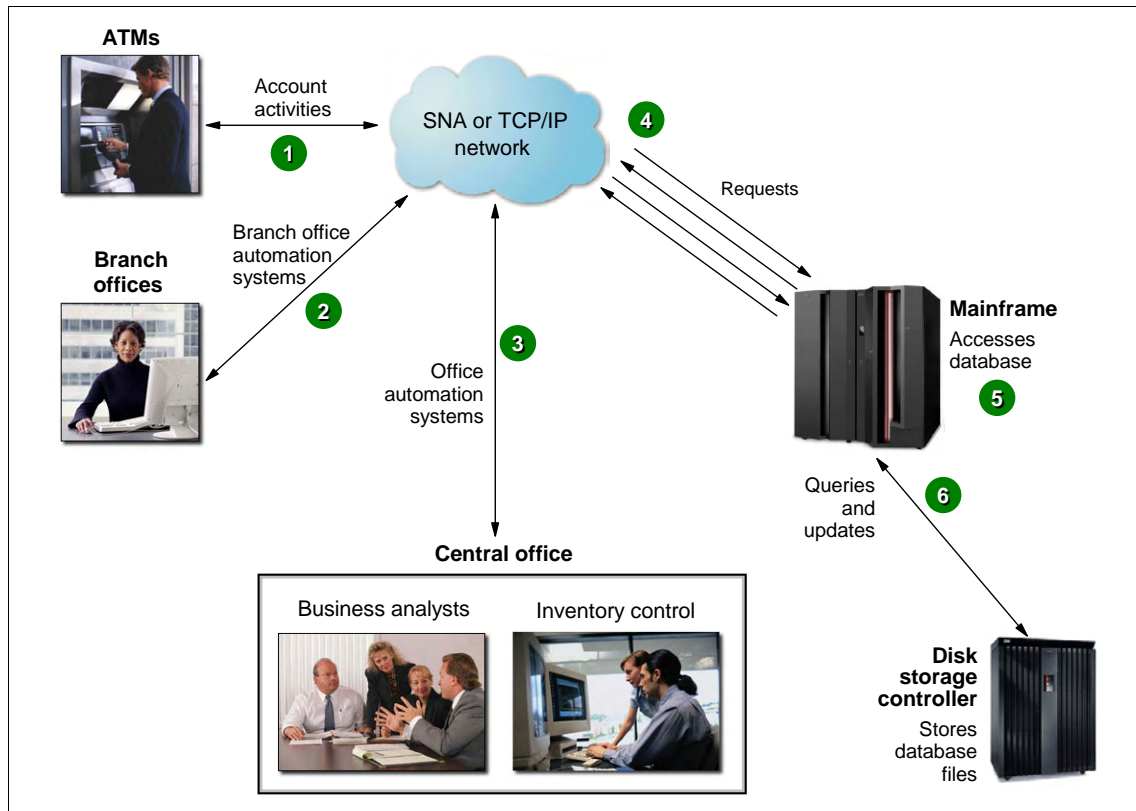 ATMs
Account
activities
1
SNA or TCP/IP
network
4
Requests
Branch office
automation
systems
2
Branch
offices
3
Office
automation
systems
Mainframe
Accesses
database
5
Queries
and
updates
6
Central office
Business analysts
Inventory control
Disk
storage
controller
Stores
database
files